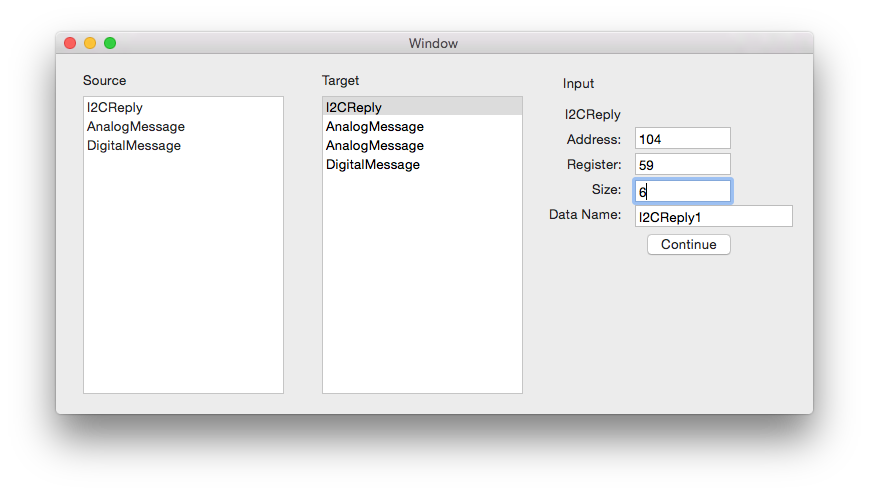 Window
Source
I2CReply
AnalogMessage
DigitalMessage
Target
I2CReply
AnalogMessage
AnalogMessage
DigitalMessage
Input
I2CReply
Address: 104
Register: 59
Size: 6
Data Name: I2CReply1
Continue